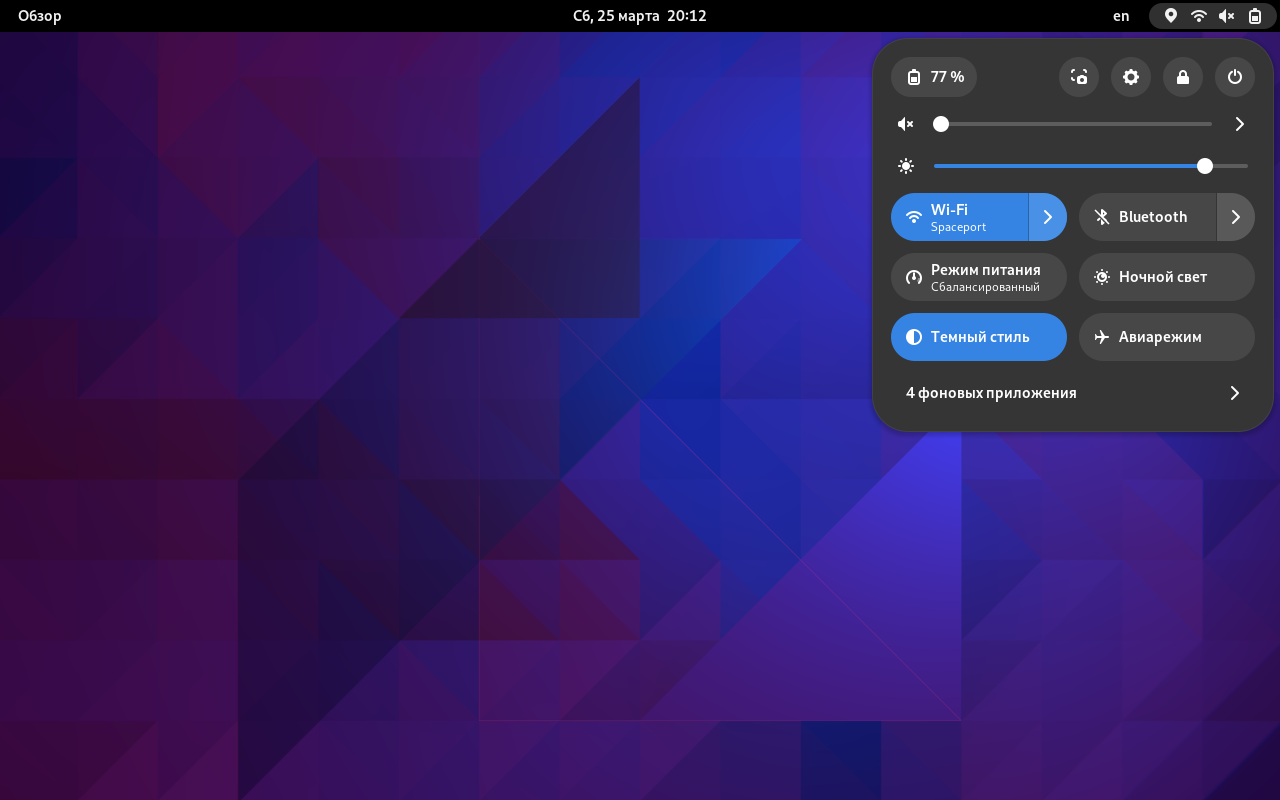 Обзор
Сб, 25 марта 20:12
en
77 %
Wi-Fi
Spaceport
Bluetooth
Режим питания
Сбалансированный
Ночной свет
Темный стиль
Авиарежим
4 фоновых приложения